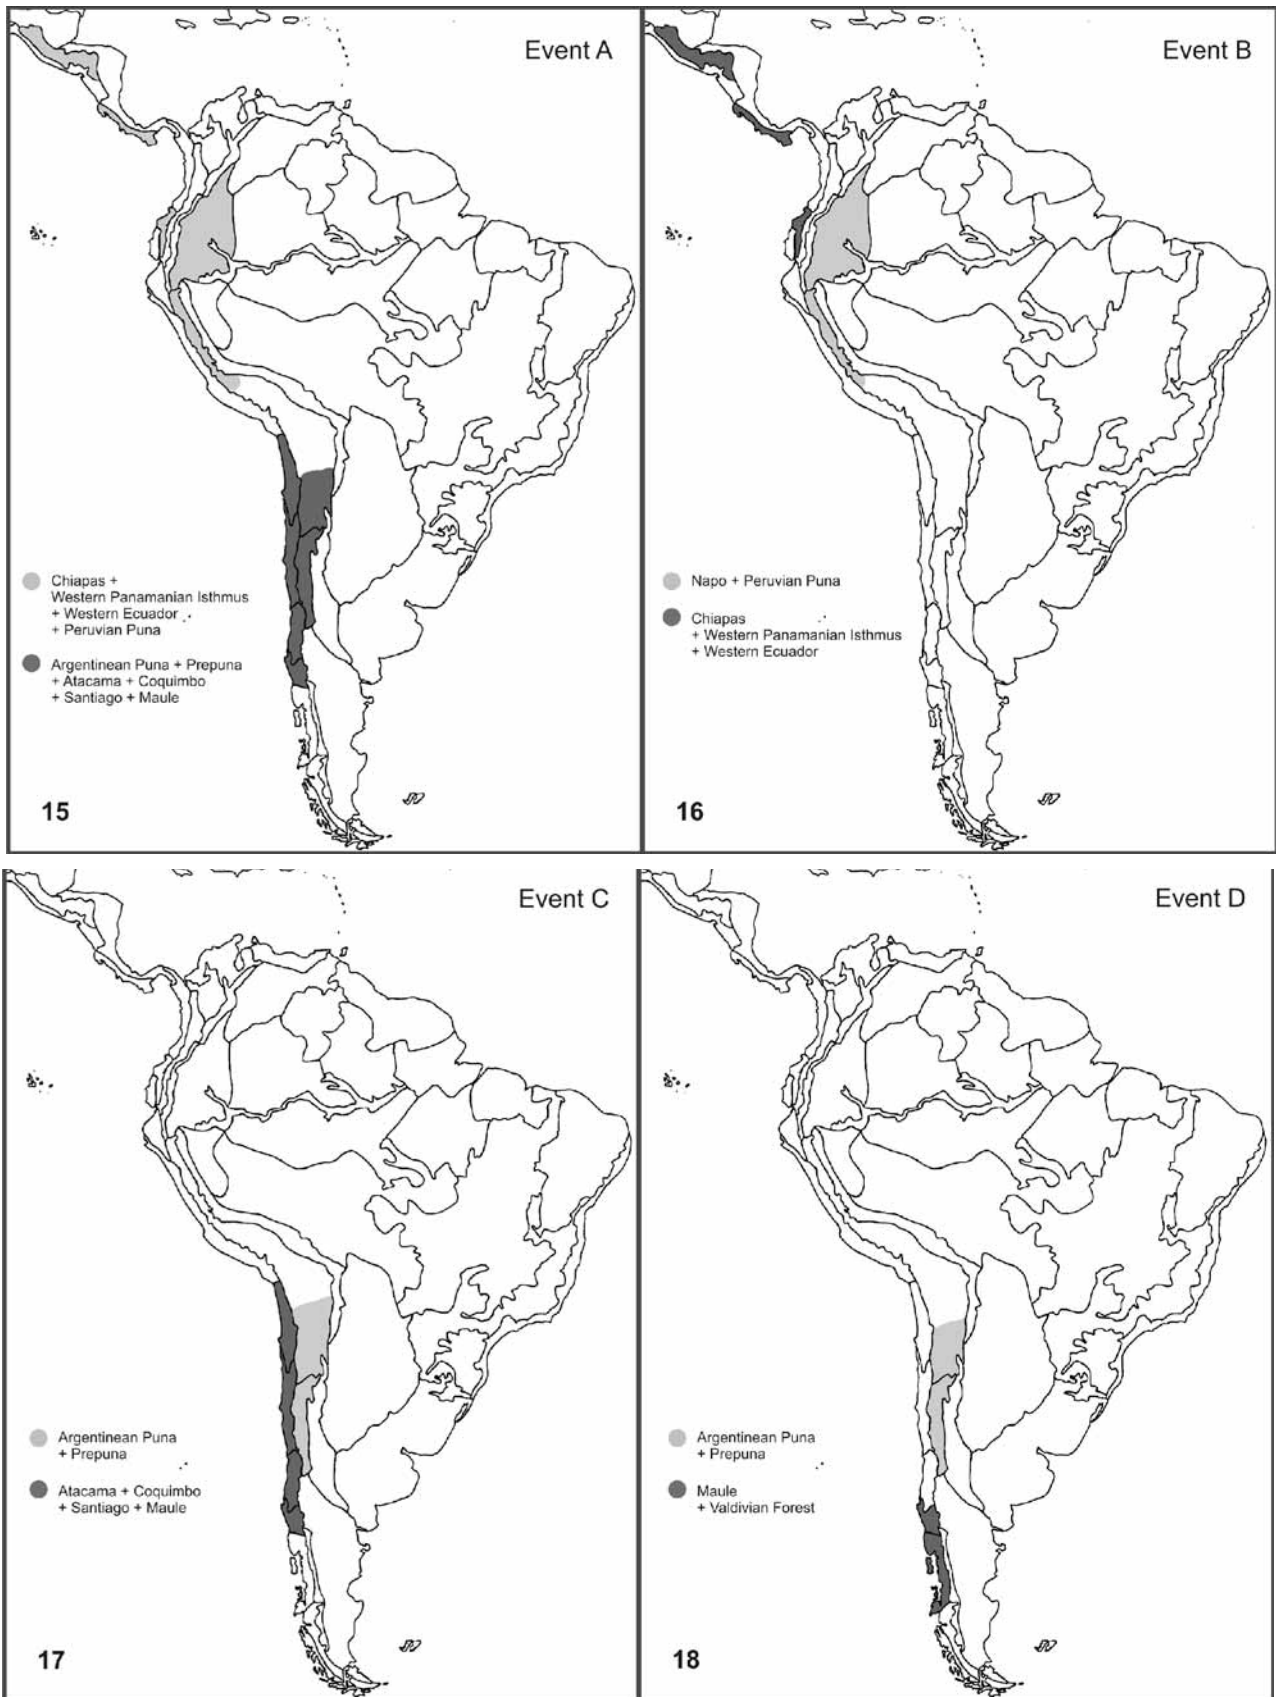 Event A
Chiapas +
Western Panamanian Isthmus
+ Western Ecuador
+ Peruvian Puna
Argentinean Puna + Prepuna
+ Atacama + Coquimbo
+ Santiago + Maule
15
Event B
Napo + Peruvian Puna
Chiapas
+ Western Panamanian Isthmus
+ Western Ecuador
16
Event C
Argentinean Puna
+ Prepuna
Atacama + Coquimbo
+ Santiago + Maule
17
Event D
Argentinean Puna
+ Prepuna
Maule
+ Valdivian Forest
18